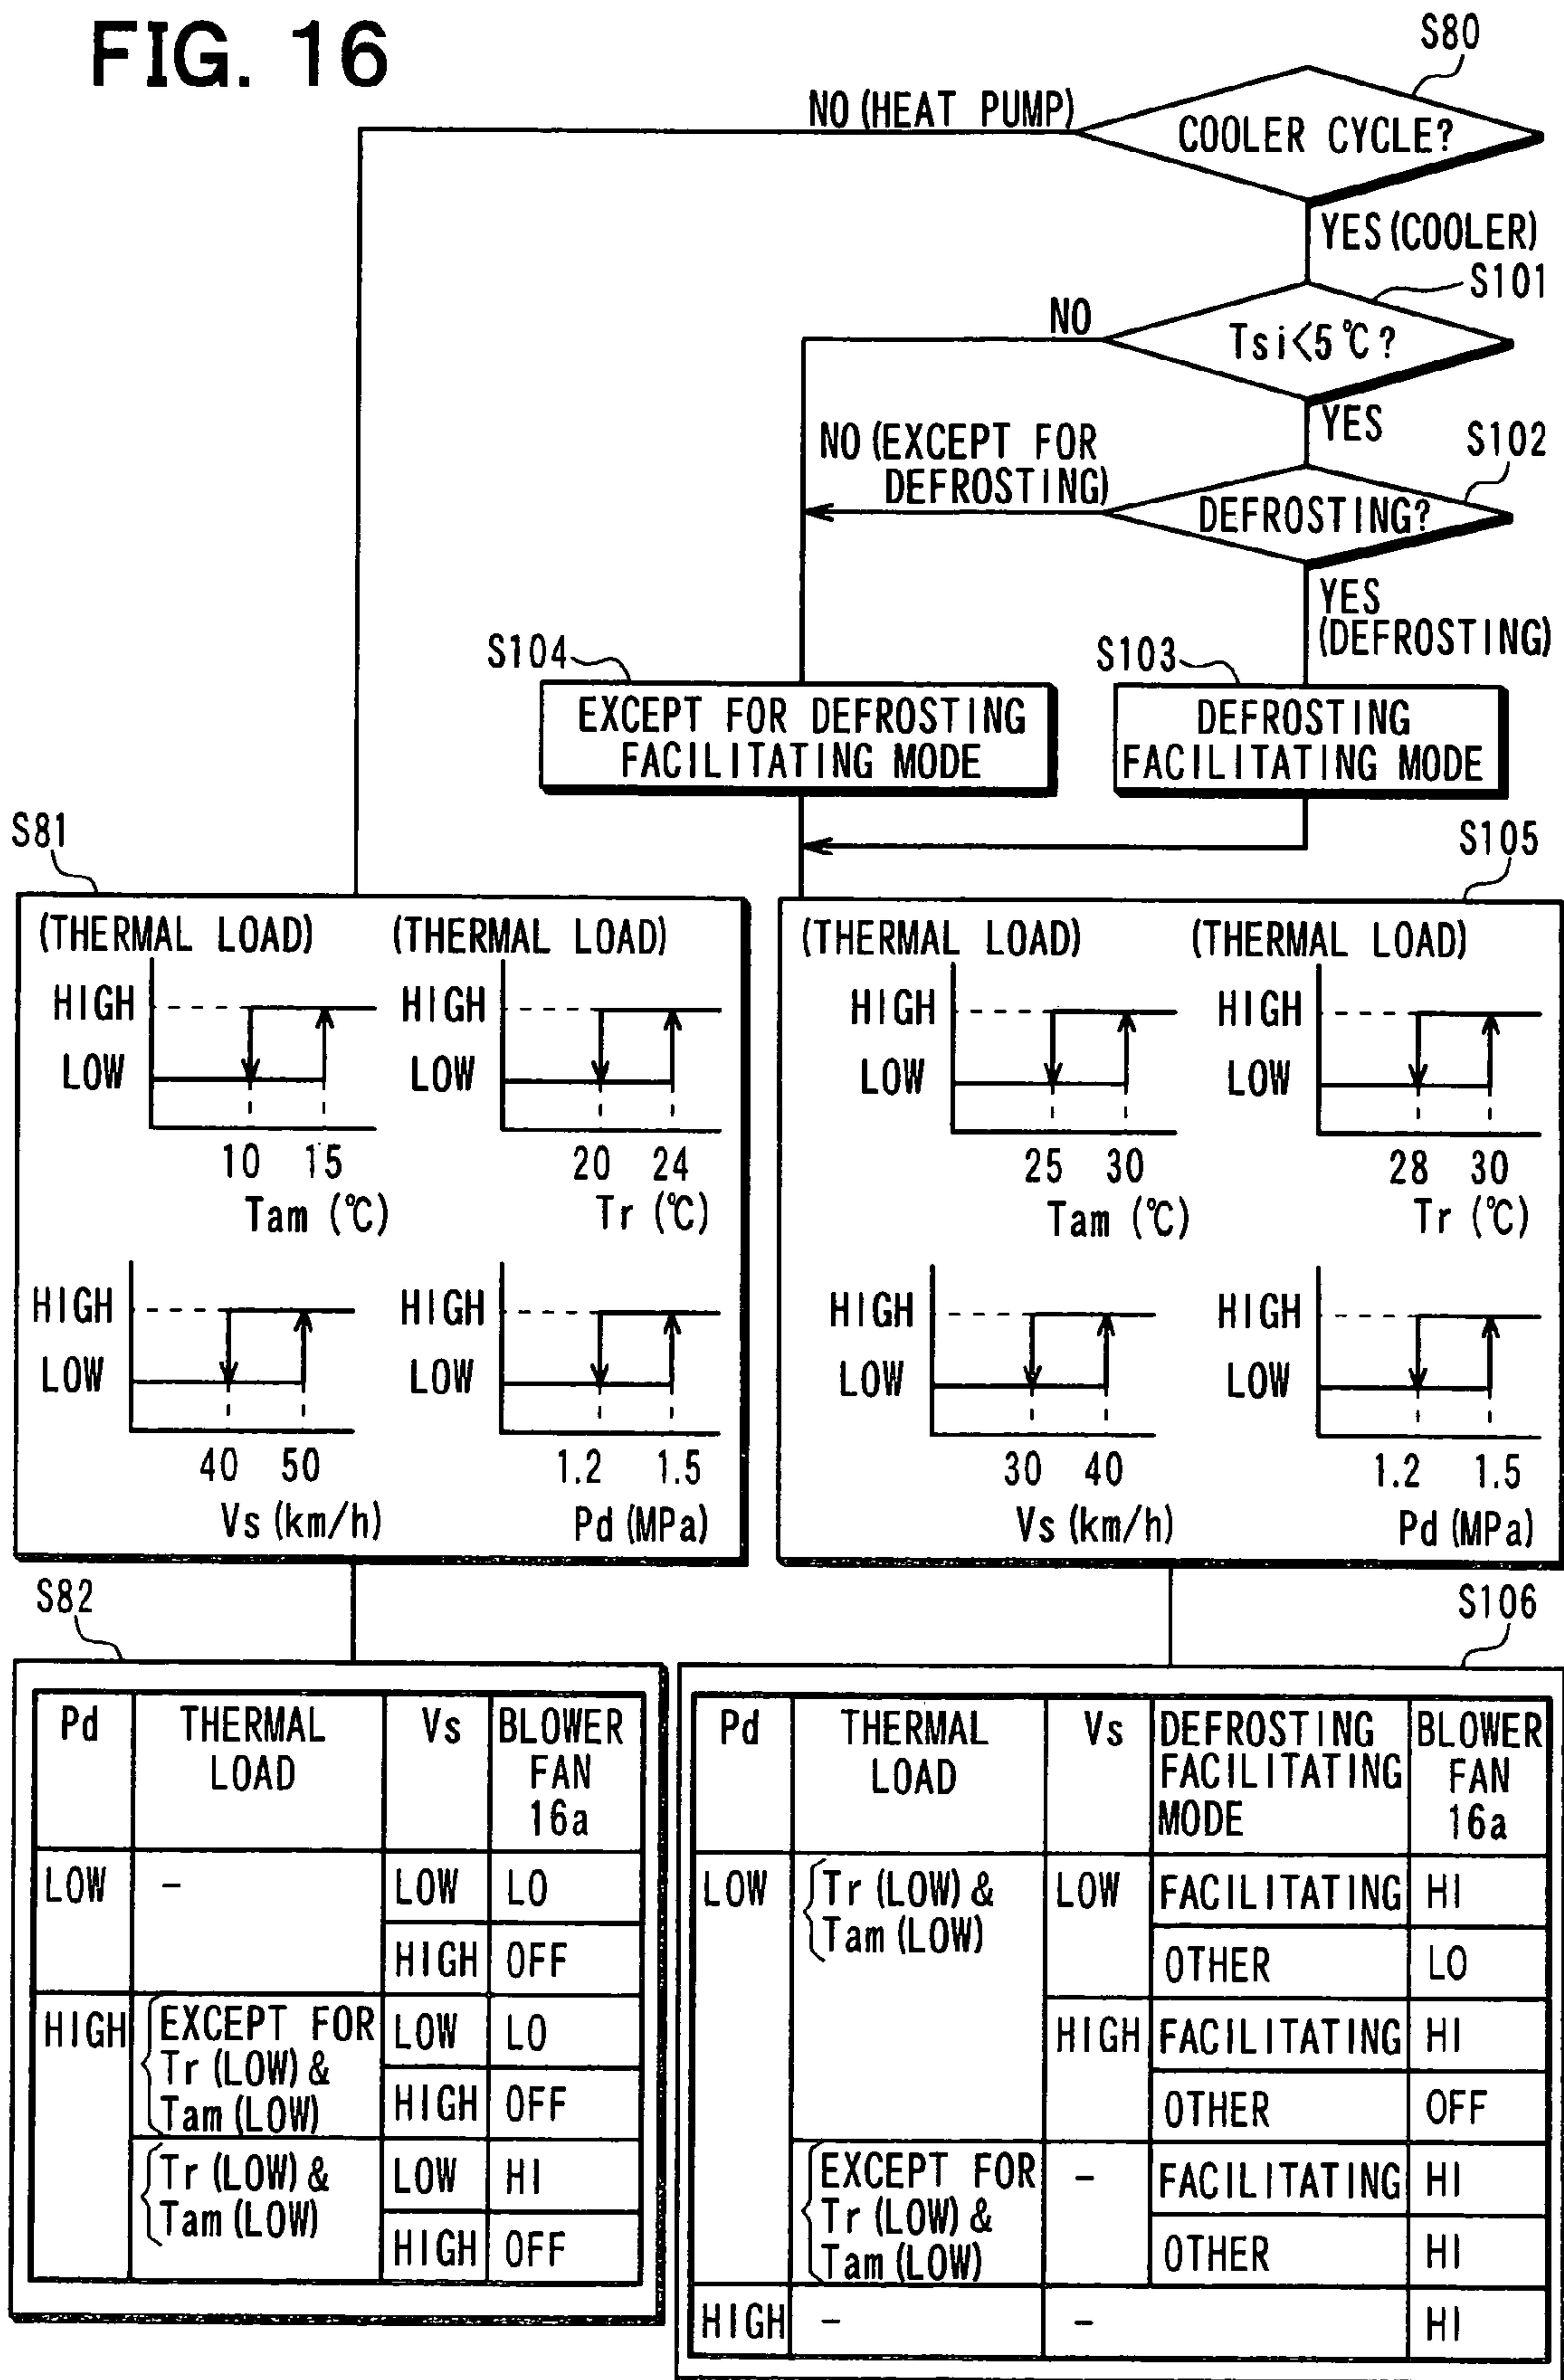 FIG. 16
S80
NO (HEAT PUMP)
COOLER CYCLE?
YES (COOLER)
S101
NO
Tsi<5℃?
YES
S102
NO (EXCEPT FOR
DEFROSTING)
DEFROSTING?
YES
(DEFROSTING)
S104
S103
EXCEPT FOR DEFROSTING
FACILITATING MODE
DEFROSTING
FACILITATING MODE
S81
(THERMAL LOAD) (THERMAL LOAD)
HIGH HIGH
LOW LOW
10 15 20 24
Tam (℃) Tr (℃)
HIGH HIGH
LOW LOW
40 50 1.2 1.5
Vs (km/h) Pd (MPa)
S105
(THERMAL LOAD) (THERMAL LOAD)
HIGH HIGH
LOW LOW
25 30 28 30
Tam (℃) Tr (℃)
HIGH HIGH
LOW LOW
30 40 1.2 1.5
Vs (km/h) Pd (MPa)
S82
Pd THERMAL Vs BLOWER
LOAD FAN
16a
LOW - LOW LO
HIGH OFF
HIGH EXCEPT FOR LOW LO
Tr (LOW) &
Tam (LOW) HIGH OFF
Tr (LOW) & LOW HI
Tam (LOW)
HIGH OFF
S106
Pd THERMAL Vs DEFROSTING BLOWER
LOAD FACILITATING FAN
MODE 16a
LOW Tr (LOW) & LOW FACILITATING HI
Tam (LOW)
OTHER LO
HIGH FACILITATING HI
OTHER OFF
EXCEPT FOR - FACILITATING HI
Tr (LOW) &
Tam (LOW) OTHER HI
HIGH - - HI